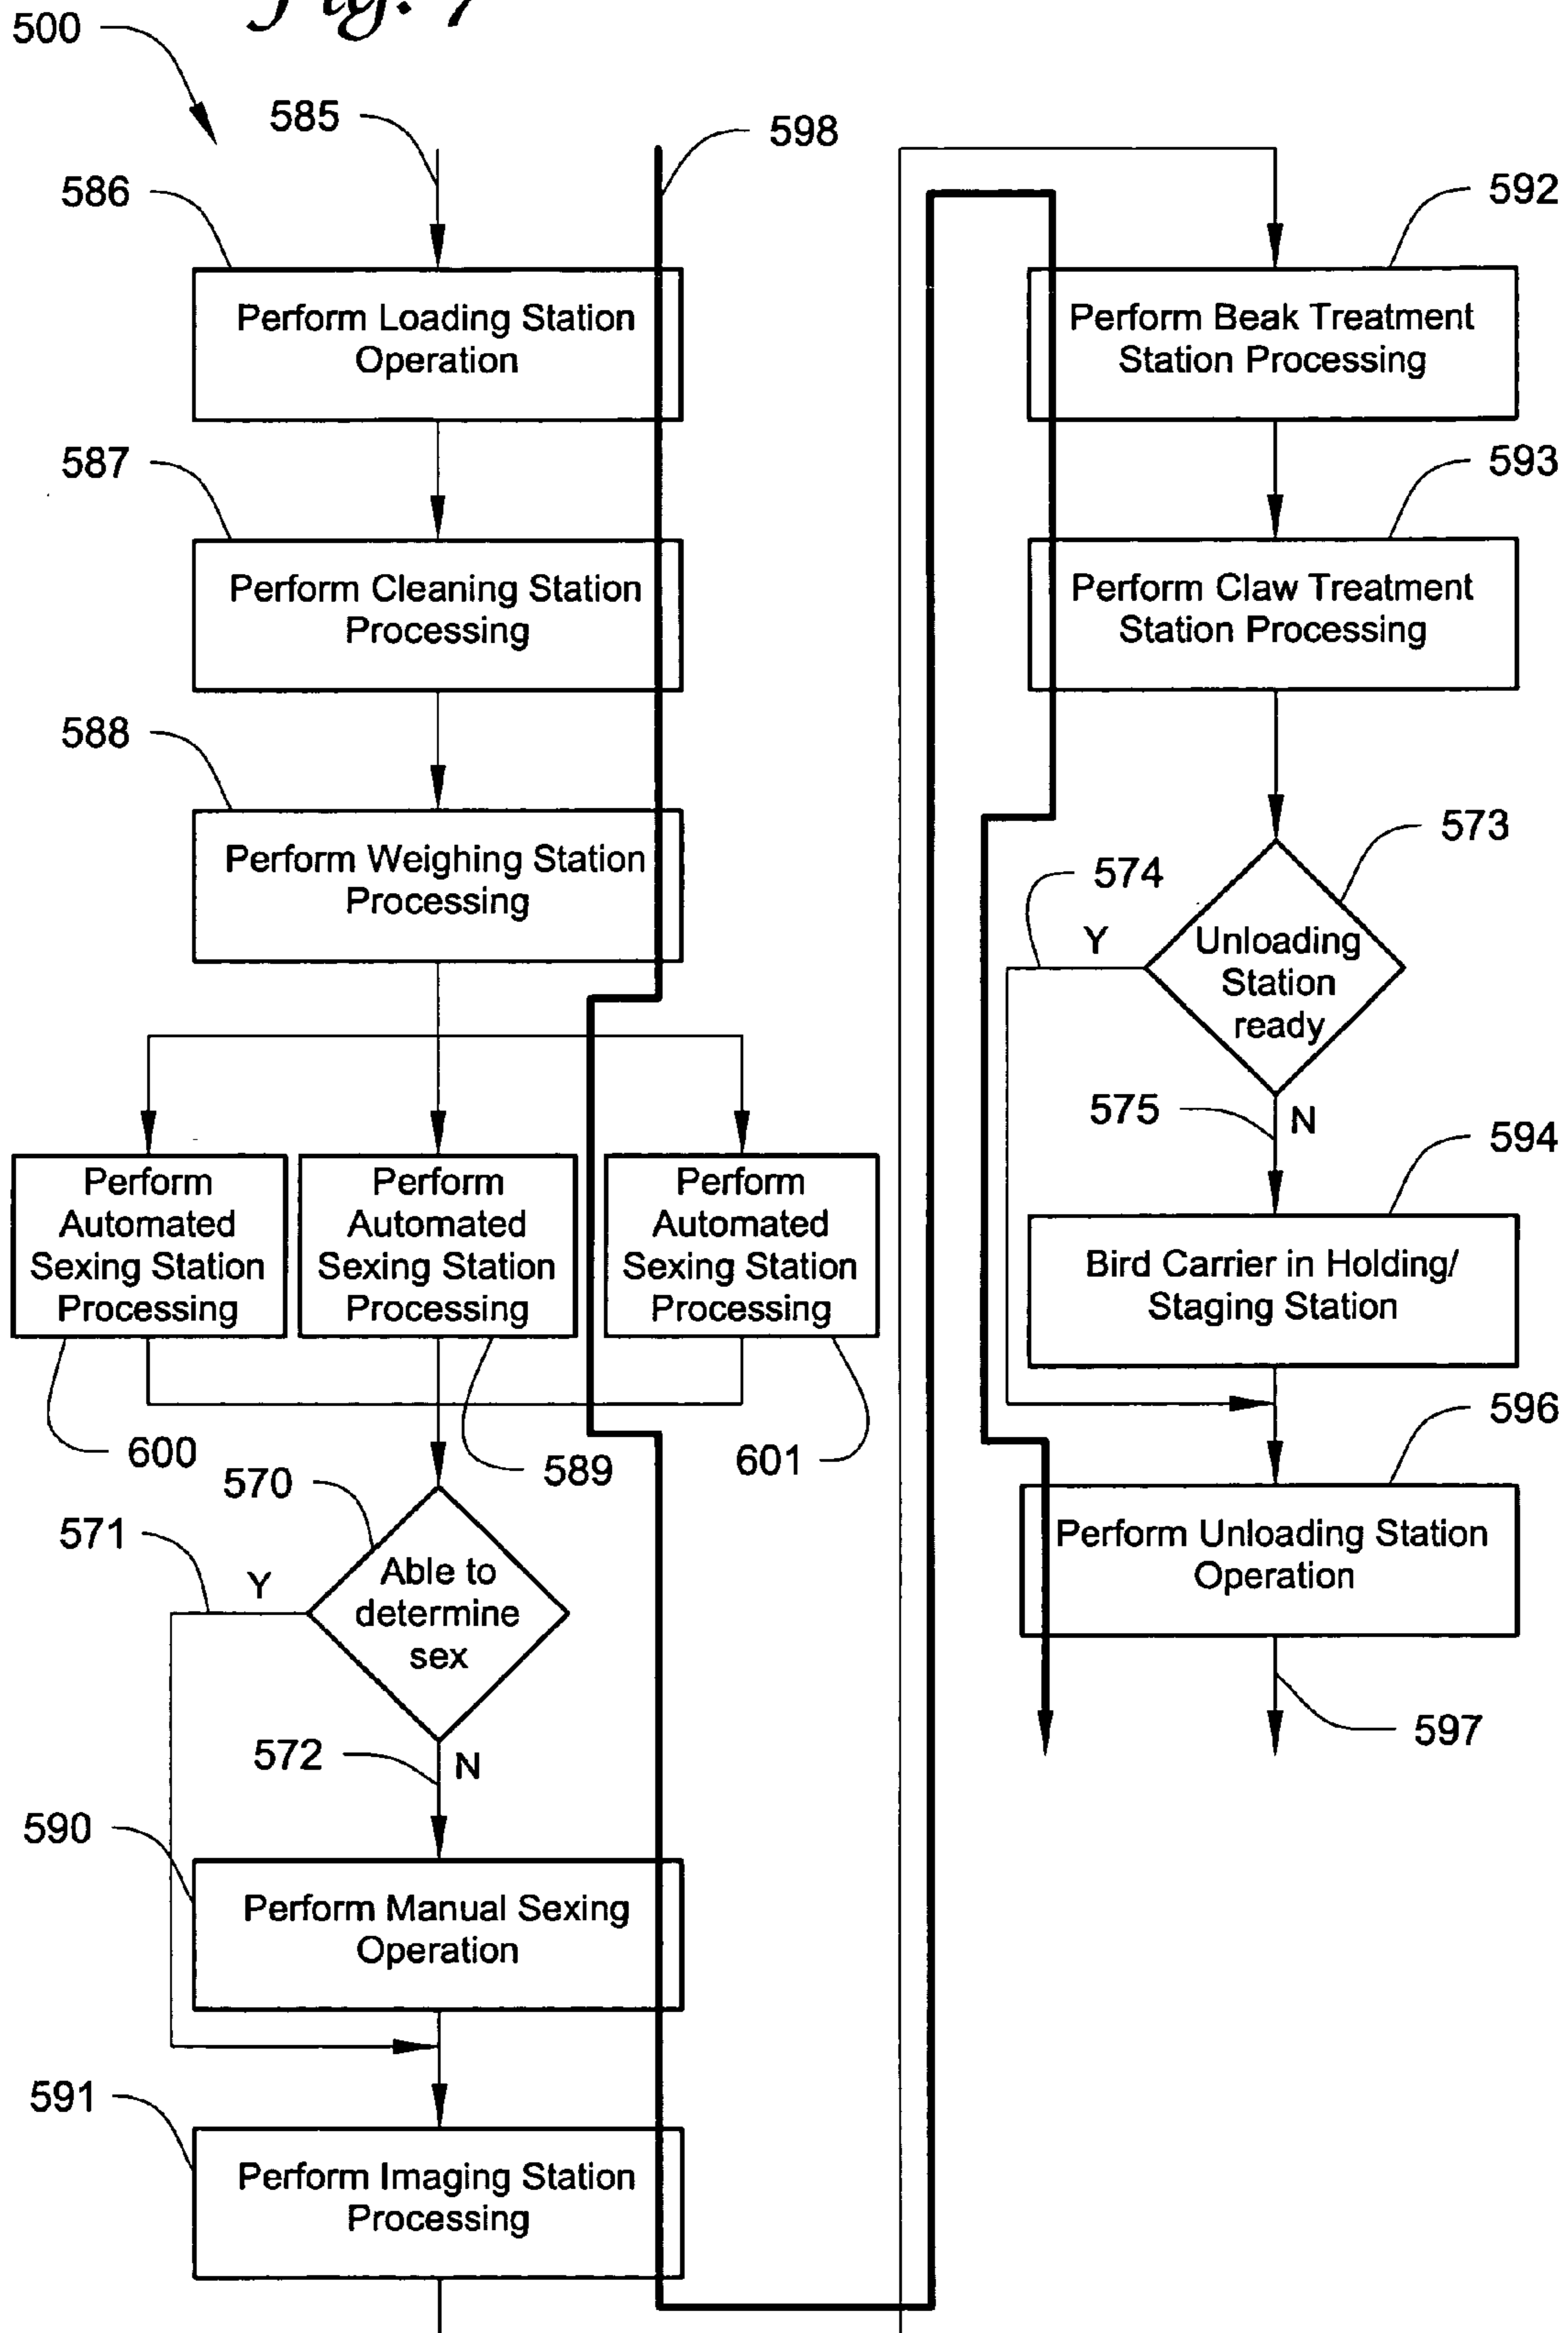 Fig. 7
500
585
598
586
Perform Loading Station
Operation
587
Perform Cleaning Station
Processing
588
Perform Weighing Station
Processing
Perform
Automated
Sexing Station
Processing
Perform
Automated
Sexing Station
Processing
Perform
Automated
Sexing Station
Processing
600
589
601
570
571
Y
Able to
determine
sex
572
N
590
Perform Manual Sexing
Operation
591
Perform Imaging Station
Processing
592
Perform Beak Treatment
Station Processing
593
Perform Claw Treatment
Station Processing
573
574
Y
Unloading
Station
ready
575
N
594
Bird Carrier in Holding/
Staging Station
596
Perform Unloading Station
Operation
597